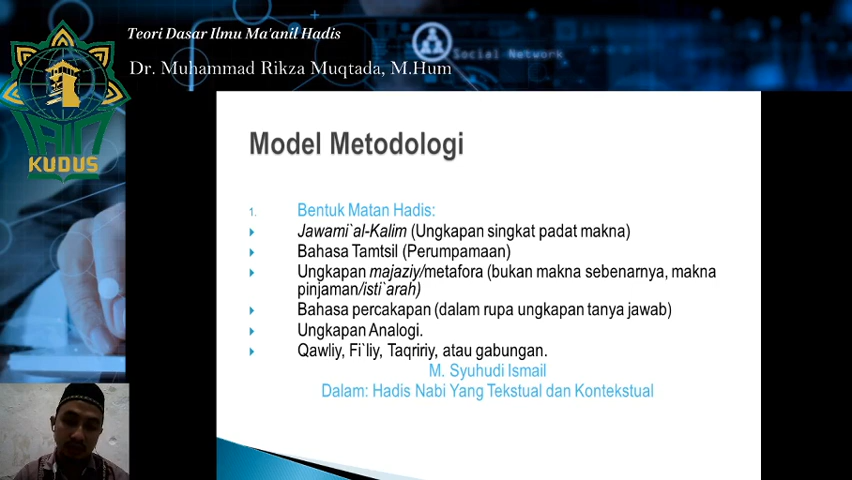 Teori Dasar Ilmu Ma'anil Hadis
Social Network
Dr. Muhammad Rikza Muqtada, M.Hum
IAIN
KUDUS
Model Metodologi
1. Bentuk Matan Hadis:
Jawami`al-Kalim (Ungkapan singkat padat makna)
Bahasa Tamtsil (Perumpamaan)
Ungkapan majaziy/metafora (bukan makna sebenarnya, makna
pinjaman/isti`arah)
Bahasa percakapan (dalam rupa ungkapan tanya jawab)
Ungkapan Analogi.
Qawliy, Fi`liy, Taqririy, atau gabungan.
M. Syuhudi Ismail
Dalam: Hadis Nabi Yang Tekstual dan Kontekstual